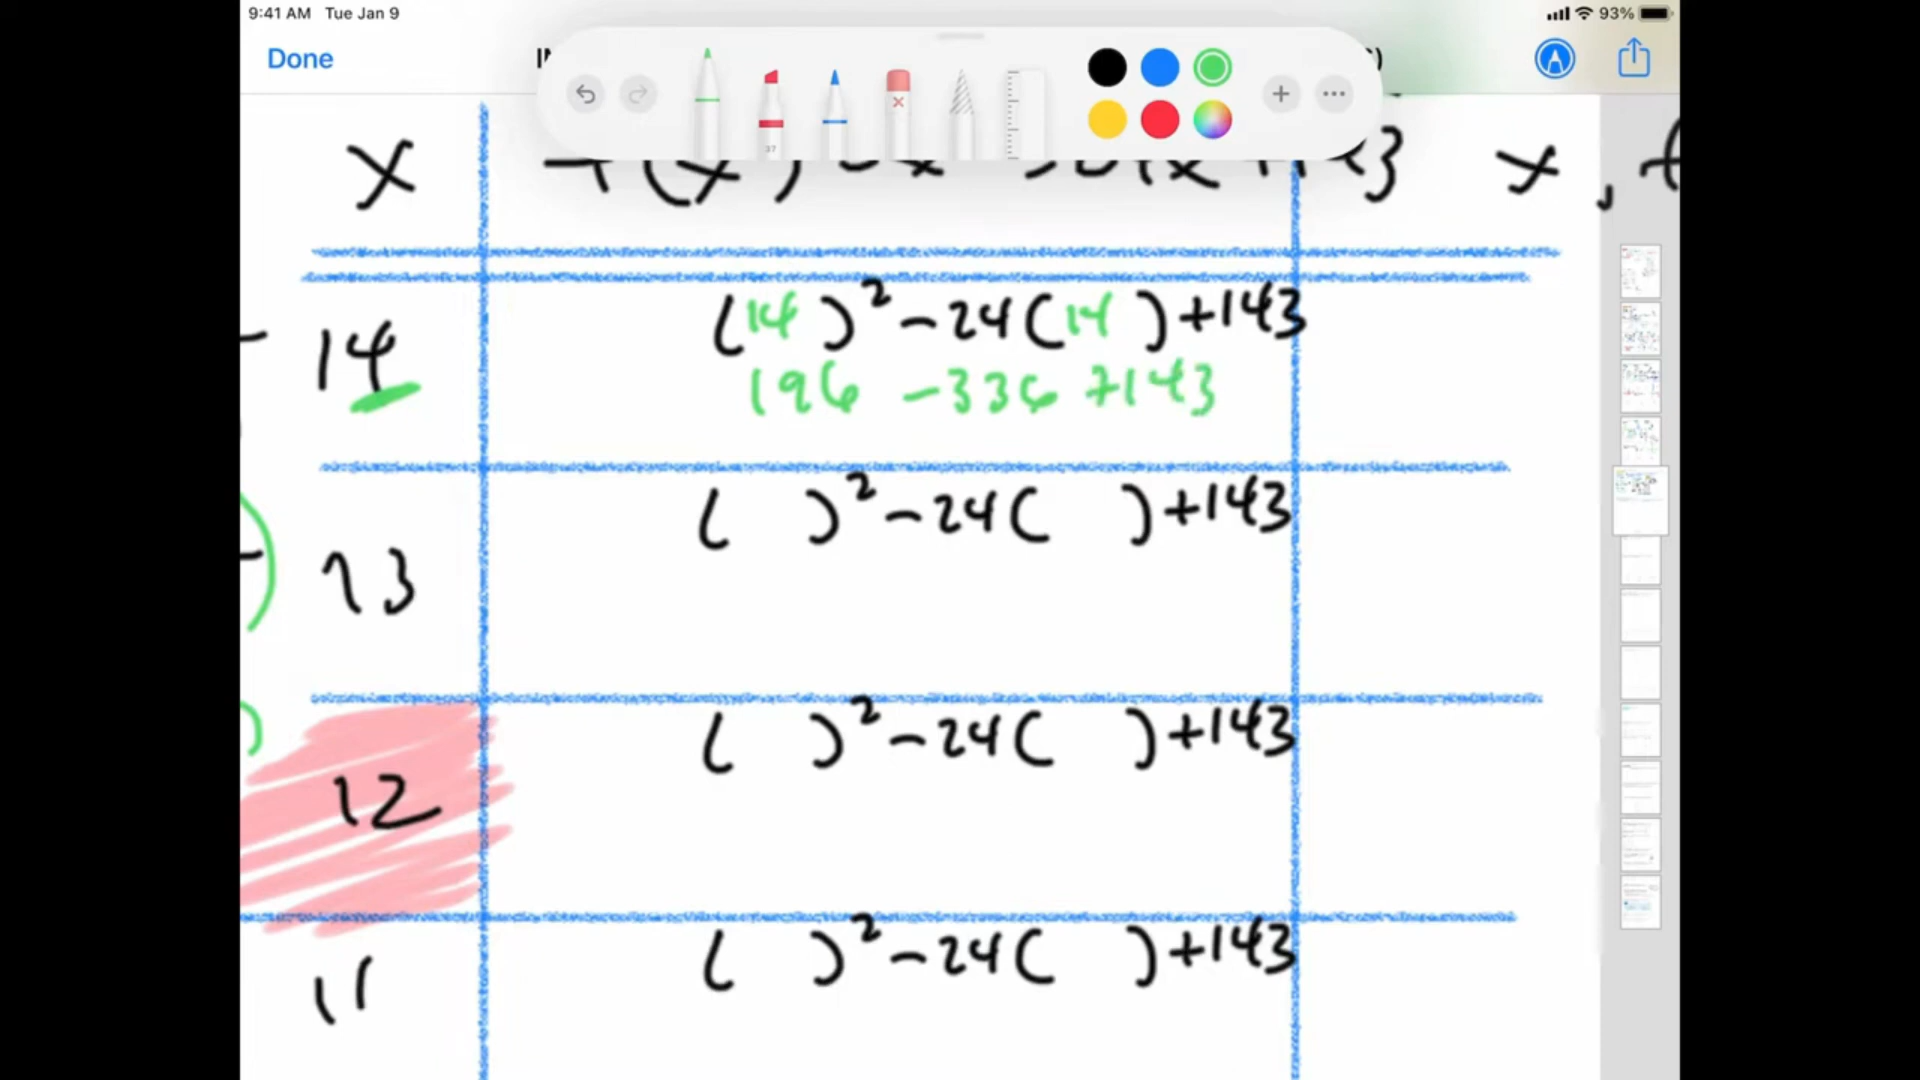 9:41 AM Tue Jan 9
93%
Done
37
x
x,
14
(14)² -24(14)+143
196 -336 +143
13
( )² -24( )+143
12
( )² -24( )+143
11
( )² -24( )+143